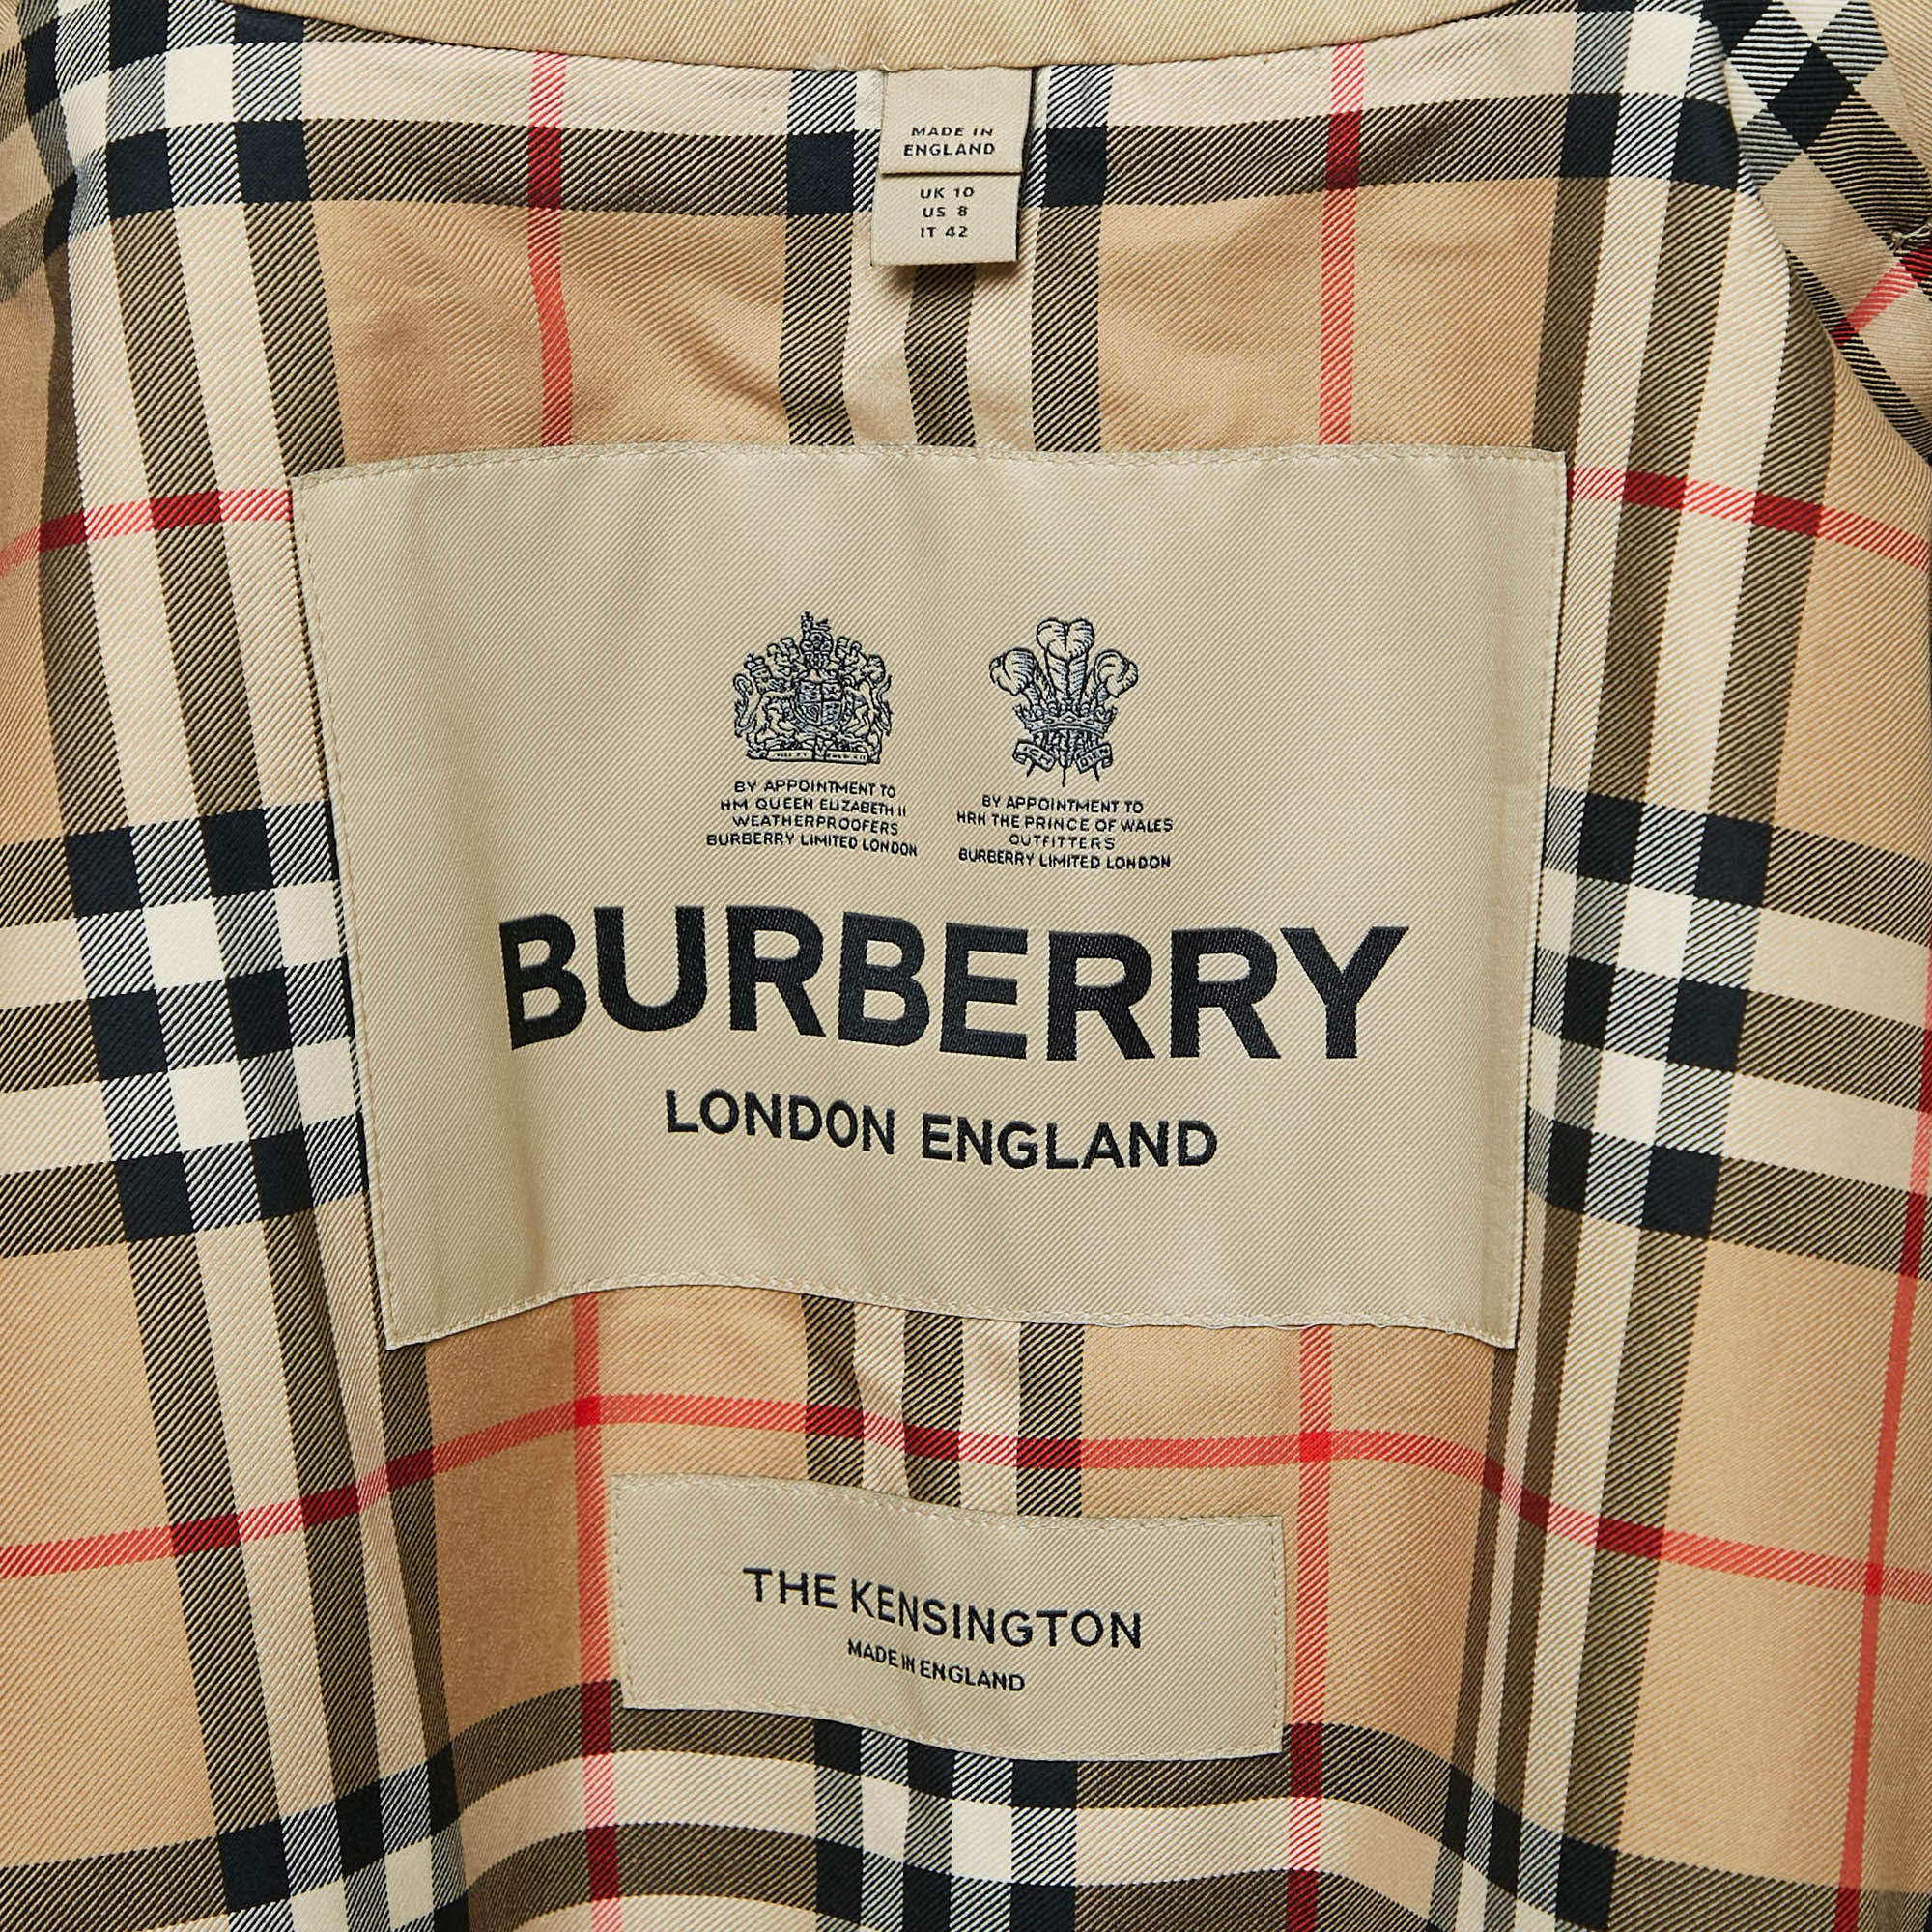 MADE IN
ENGLAND
UK 10
US 8
IT 42
BY APPOINTMENT TO
HM QUEEN ELIZABETH II
WEATHERPROOFERS
BURBERRY LIMITED LONDON
BY APPOINTMENT TO
HRH THE PRINCE OF WALES
OUTFITTERS
BURBERRY LIMITED LONDON
BURBERRY
LONDON ENGLAND
THE KENSINGTON
MADE IN ENGLAND